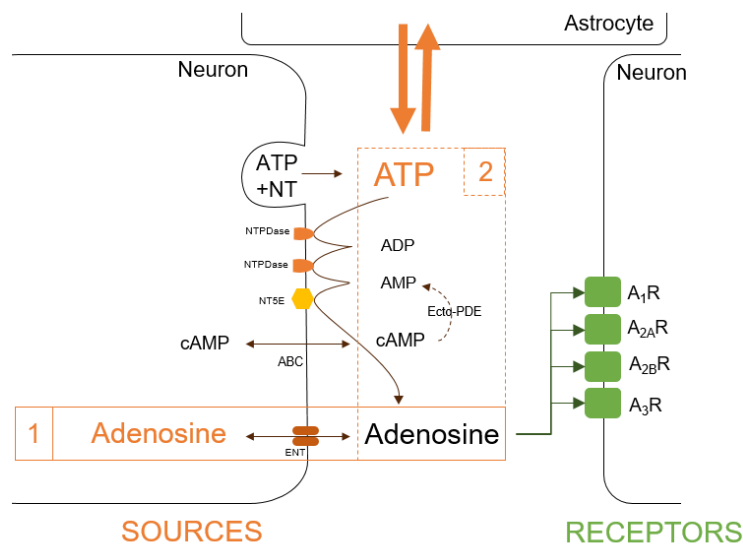 Astrocyte
Neuron
Neuron
ATP
+NT
ATP
2
NTPDase
ADP
NTPDase
AMP
NT5E
Ecto-PDE
cAMP
cAMP
ABC
A1R
A2AR
A2BR
A3R
1
Adenosine
Adenosine
ENT
SOURCES
RECEPTORS